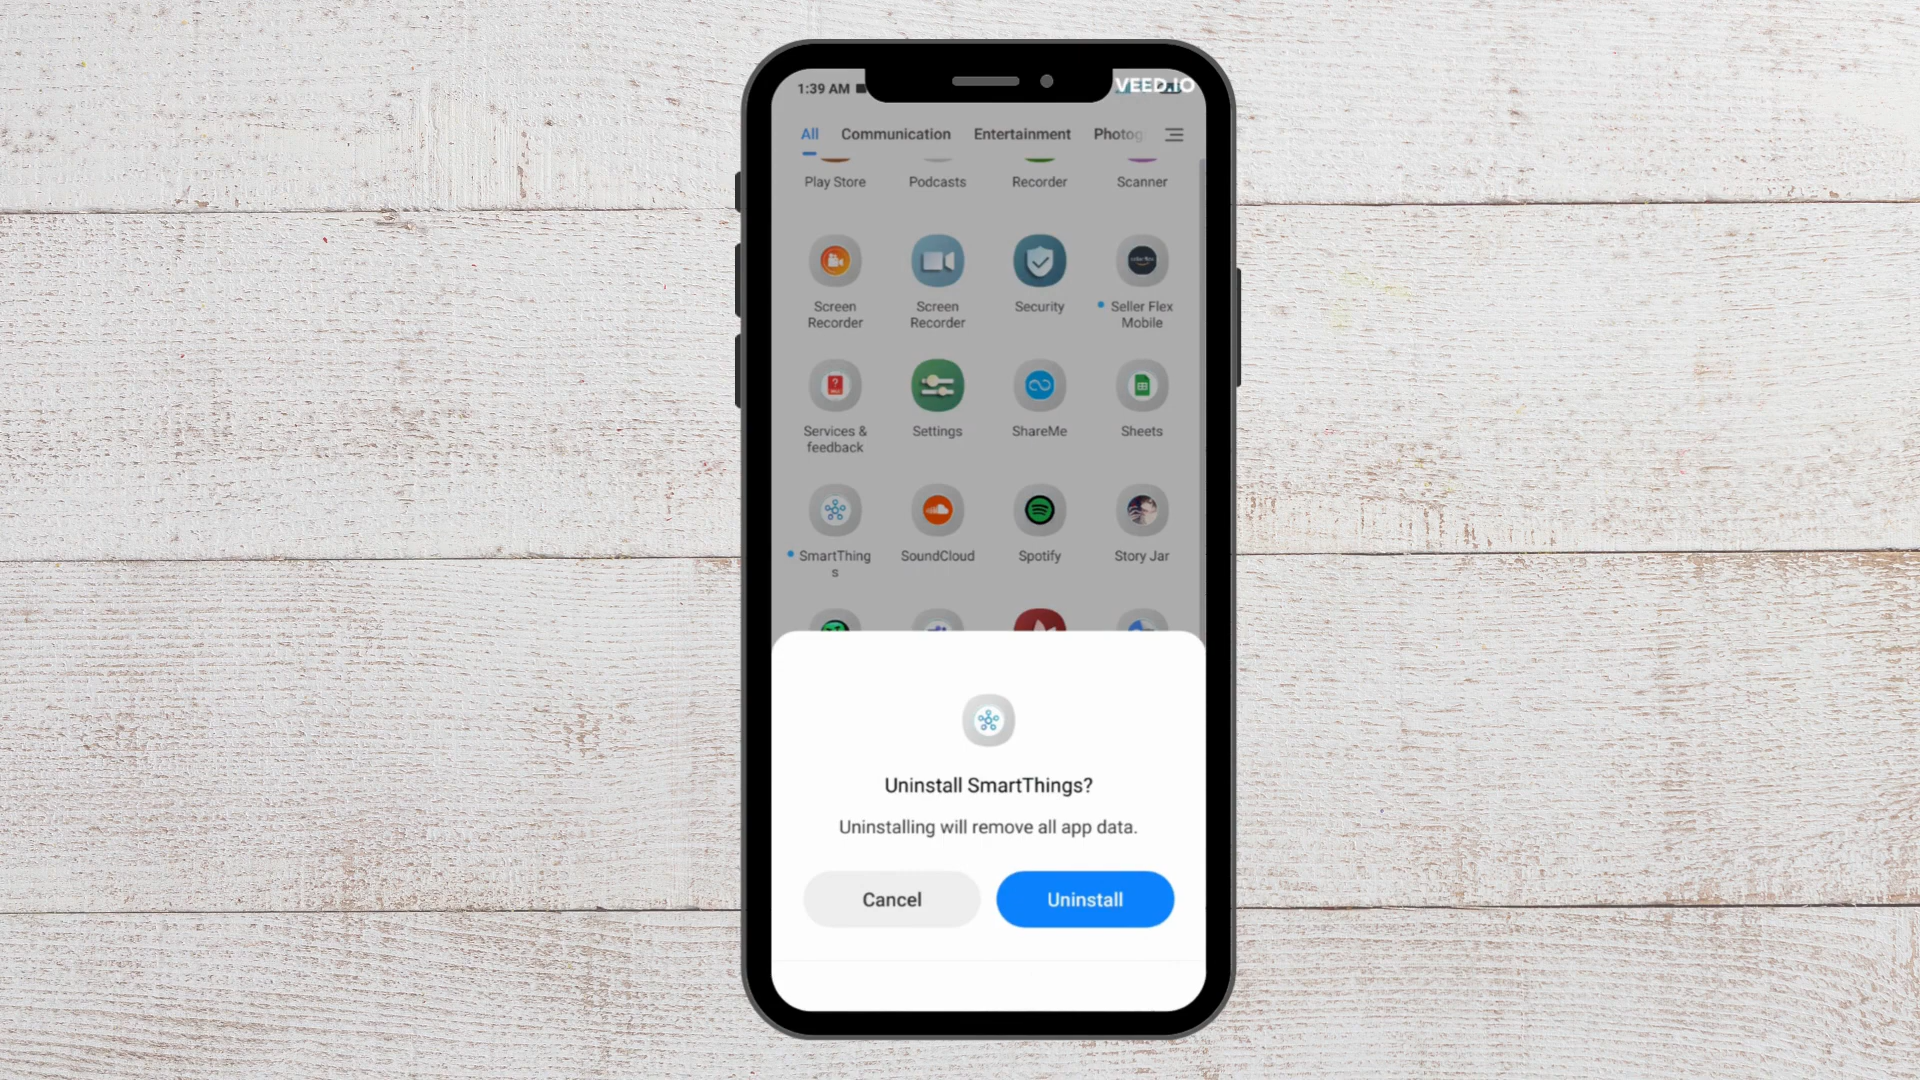 1:39 AM
VEED.IO
All Communication Entertainment Photog
Play Store Podcasts Recorder Scanner
Screen Recorder
Screen Recorder
Security
Seller Flex Mobile
Services & feedback
Settings
ShareMe
Sheets
SmartThing
s
SoundCloud
Spotify
Story Jar
Uninstall SmartThings?
Uninstalling will remove all app data.
Cancel Uninstall